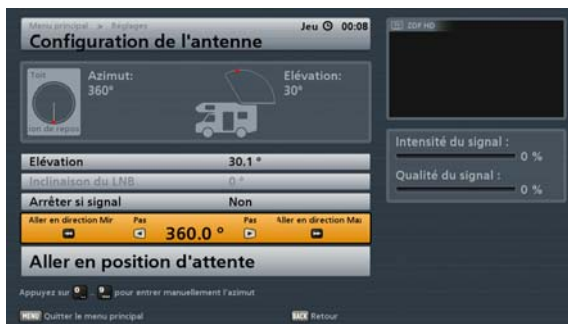 Menu principal > Réglages
Jeu 00:08
Configuration de l'antenne
ZDF HD
Toit
Azimut:
360°
ion de repos
Elévation:
30°
Intensité du signal :
0 %
Qualité du signal :
0 %
Elévation 30.1 °
Inclinaison du LNB 0 °
Arrêter si signal Non
Aller en direction Mir Pas 360.0 ° Pas Aller en direction Max
Aller en position d'attente
Appuyez sur 0 .. 9 pour entrer manuellement l'azimut
MENU Quitter le menu principal
BACK Retour